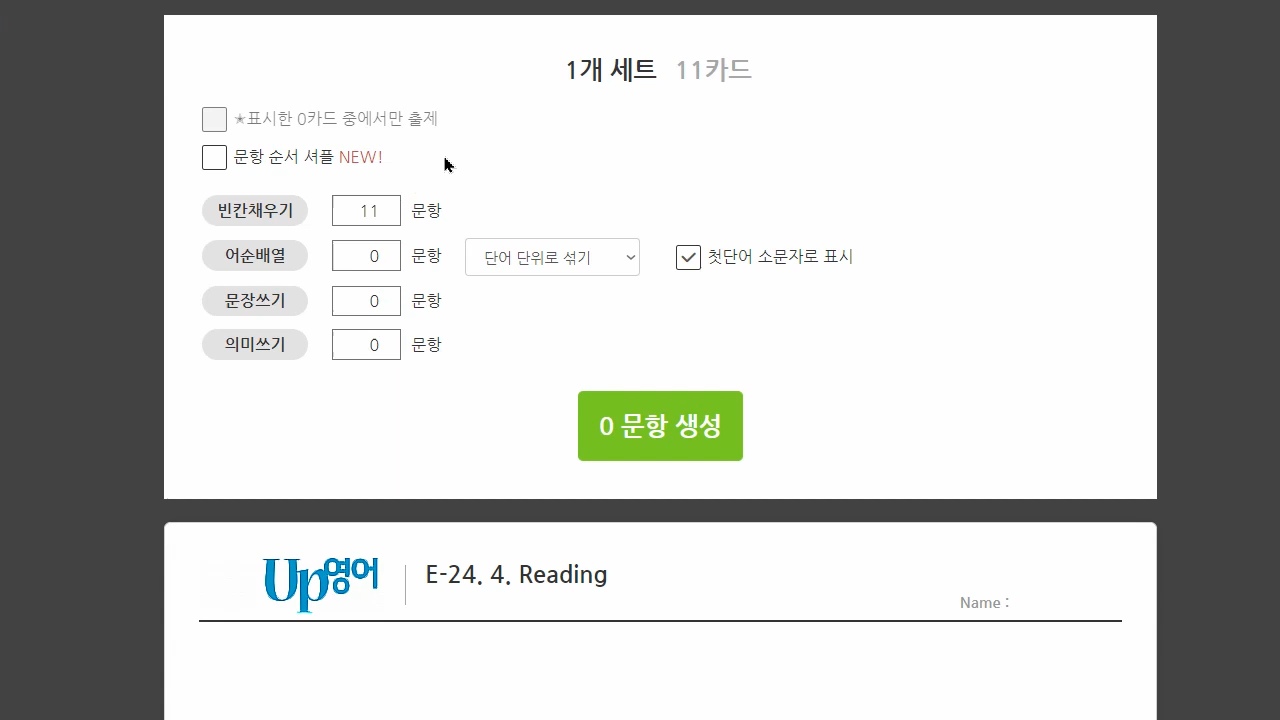 1개 세트 11카드
★표시한 0카드 중에서만 출제
문항 순서 셔플 NEW!
빈칸채우기 11 문항
어순배열 0 문항 단어 단위로 섞기 첫단어 소문자로 표시
문장쓰기 0 문항
의미쓰기 0 문항
0 문항 생성
Up영어 E-24. 4. Reading
Name :